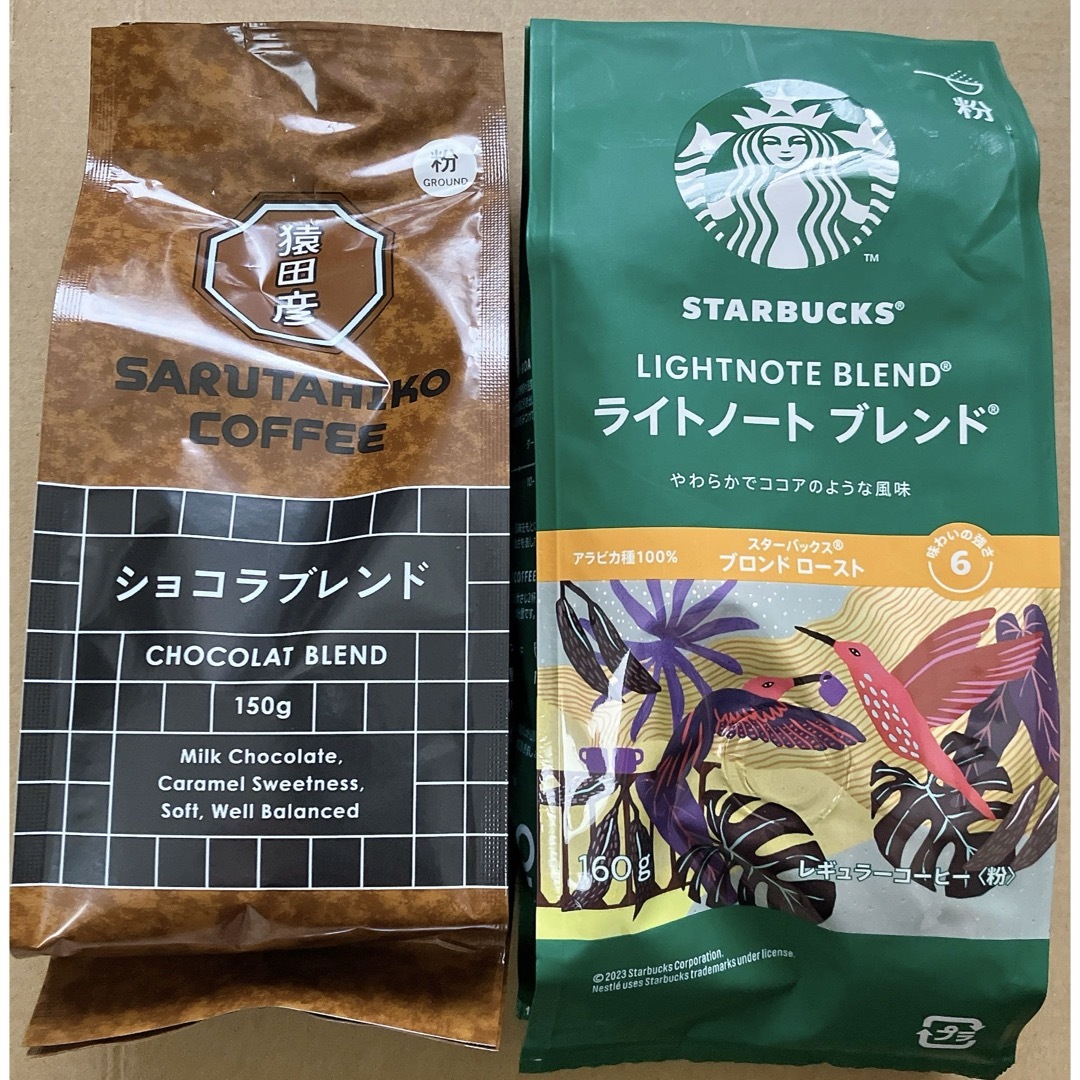 粉
GROUND
猿田彦
SARUTAHIKO
COFFEE
ショコラブレンド
CHOCOLAT BLEND
150g
Milk Chocolate,
Caramel Sweetness,
Soft, Well Balanced
粉
TM
STARBUCKS®
LIGHTNOTE BLEND®
ライトノート ブレンド®
やわらかでココアのような風味
アラビカ種100%
スターバックス®
ブロンド ロースト
味わいの強さ
6
160g
レギュラーコーヒー〈粉〉
© 2023 Starbucks Corporation.
Nestlé uses Starbucks trademarks under license.
プラ